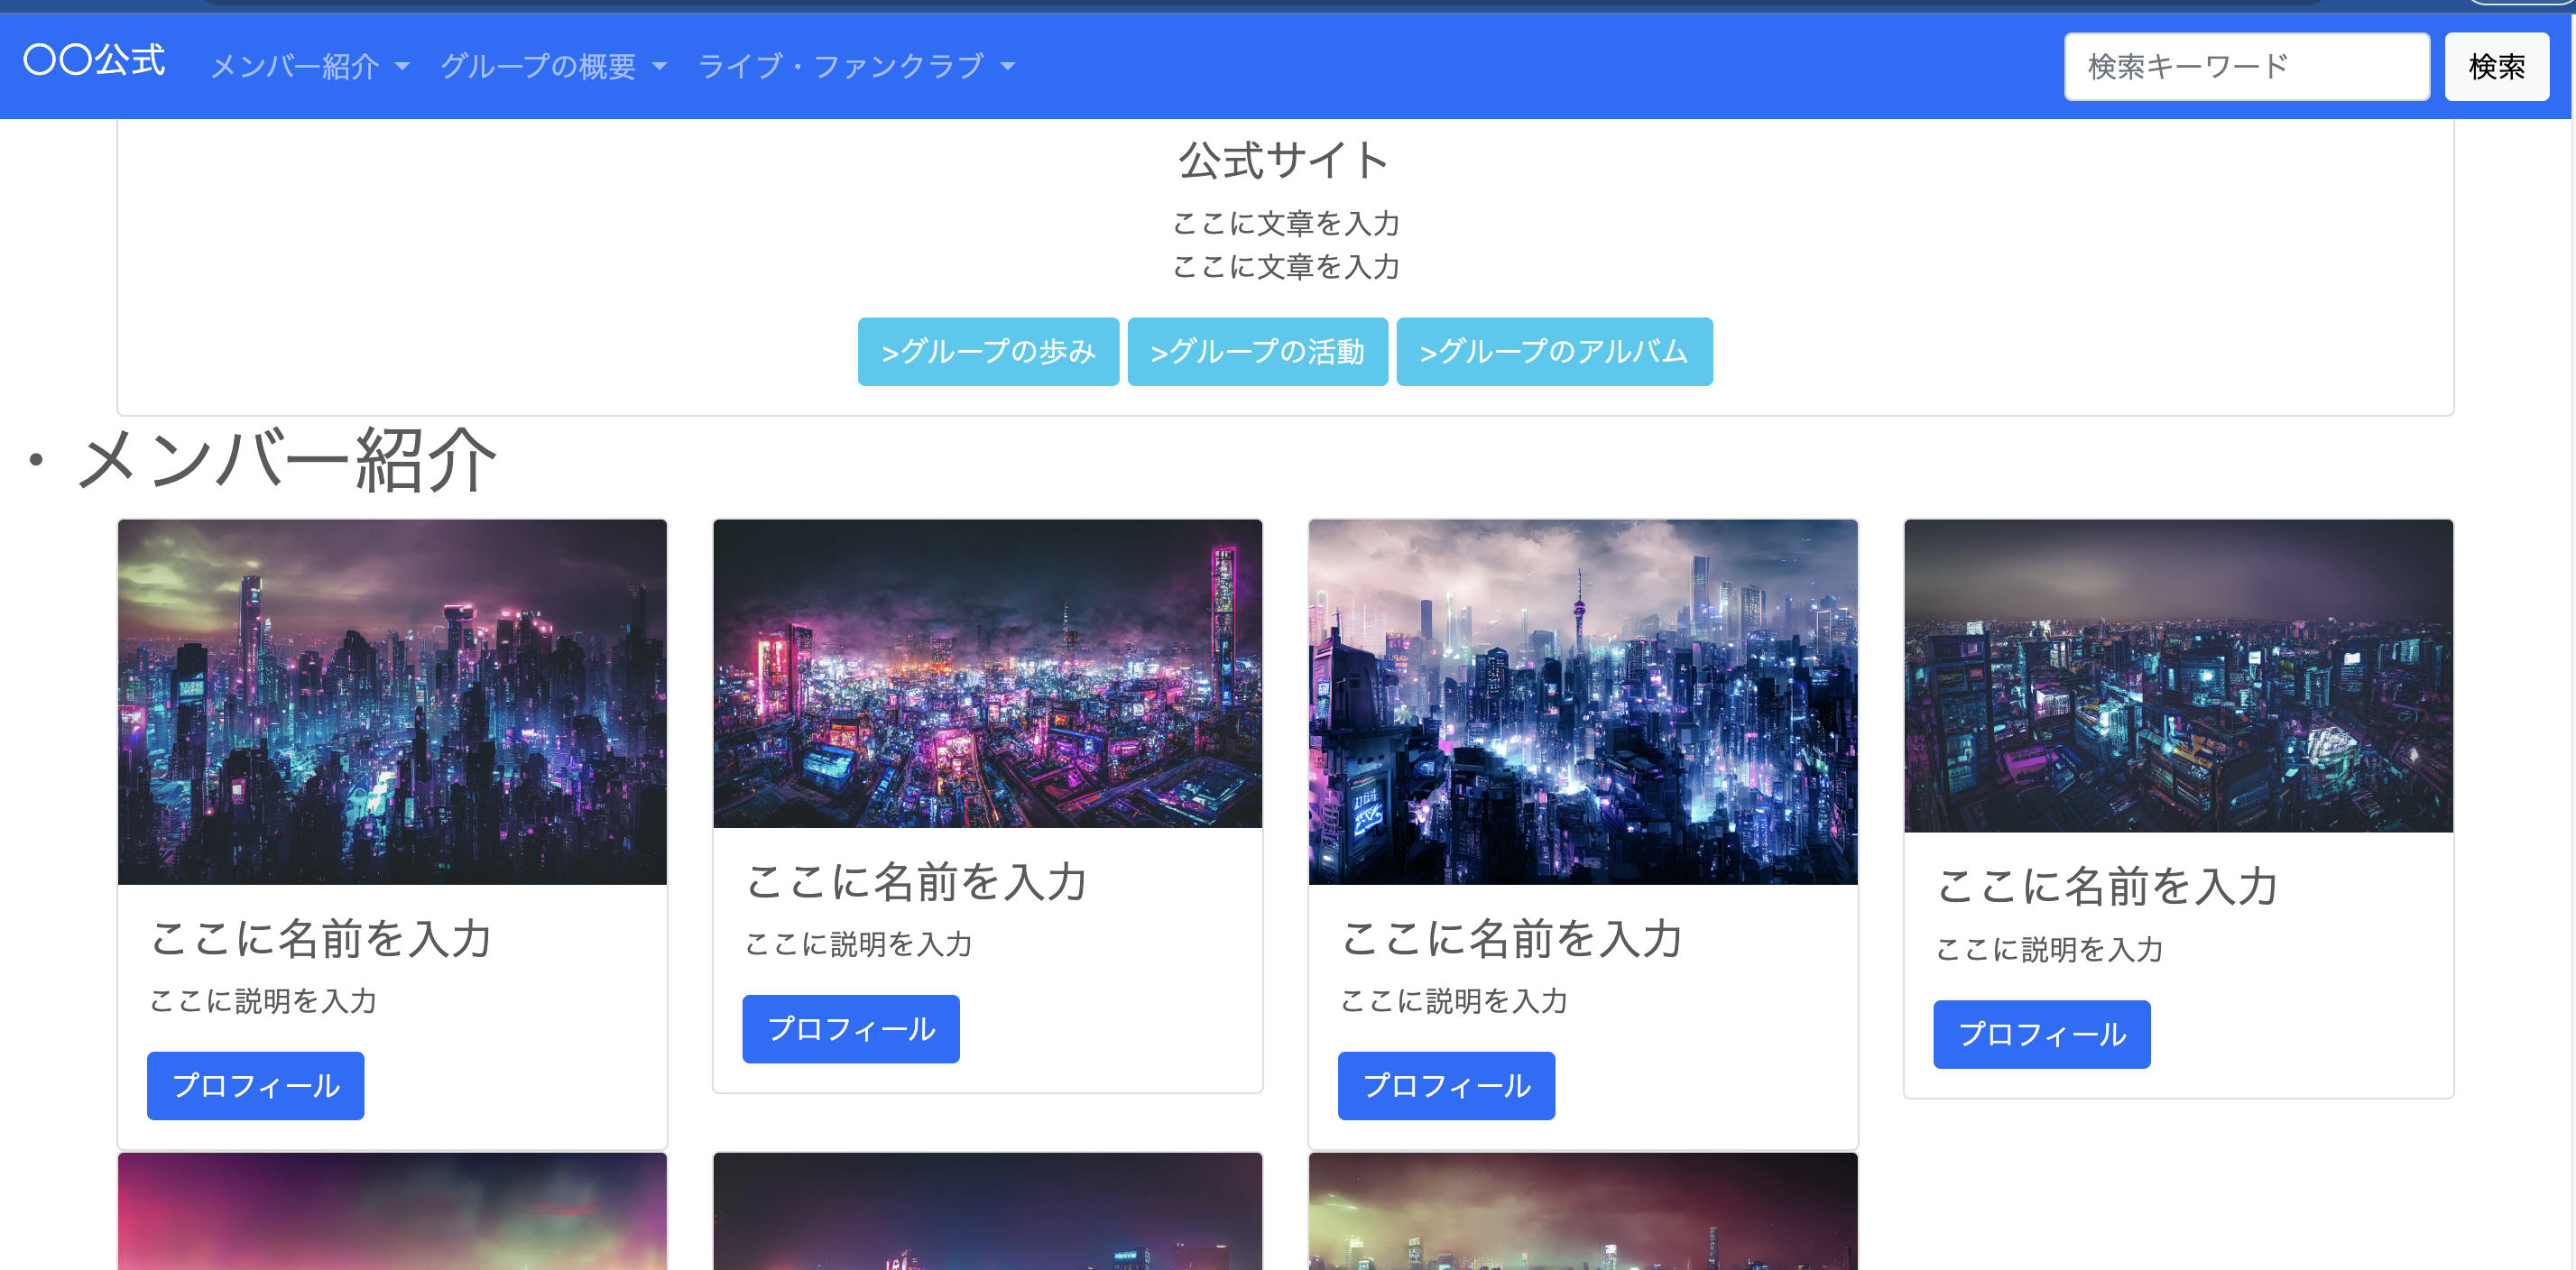 〇〇公式 メンバー紹介 グループの概要 ライブ・ファンクラブ 検索キーワード 検索
公式サイト
ここに文章を入力
ここに文章を入力
>グループの歩み >グループの活動 >グループのアルバム
・メンバー紹介
ここに名前を入力
ここに説明を入力
プロフィール
ここに名前を入力
ここに説明を入力
プロフィール
ここに名前を入力
ここに説明を入力
プロフィール
ここに名前を入力
ここに説明を入力
プロフィール